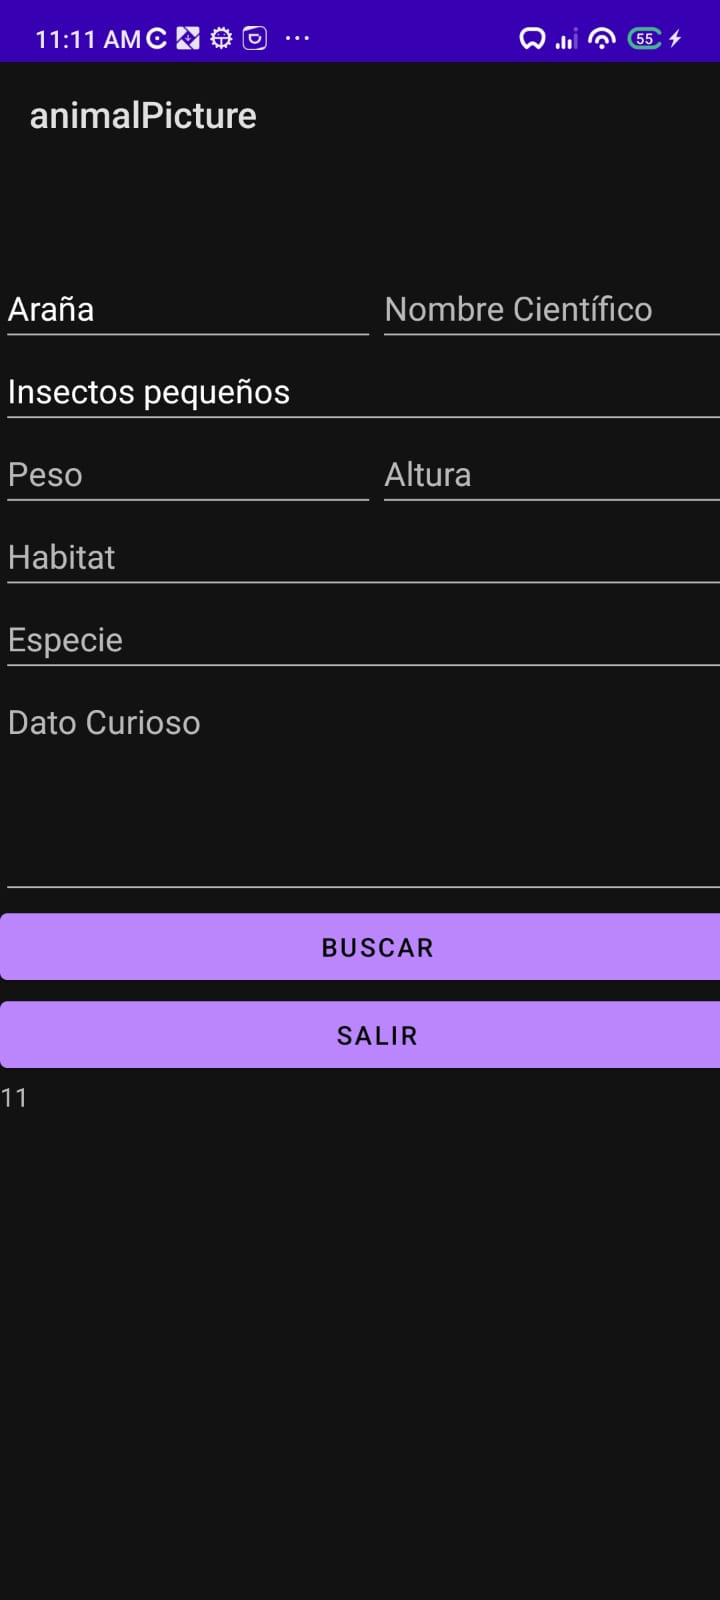 11:11 AM 55
animalPicture
Araña Nombre Científico
Insectos pequeños
Peso Altura
Habitat
Especie
Dato Curioso
BUSCAR
SALIR
11